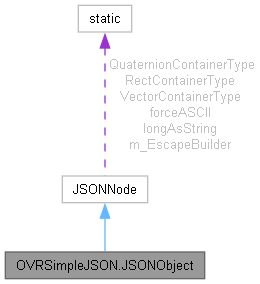 static
QuaternionContainerType
RectContainerType
VectorContainerType
forceASCII
longAsString
m_EscapeBuilder
JSONNode
OVRSimpleJSON.JSONObject